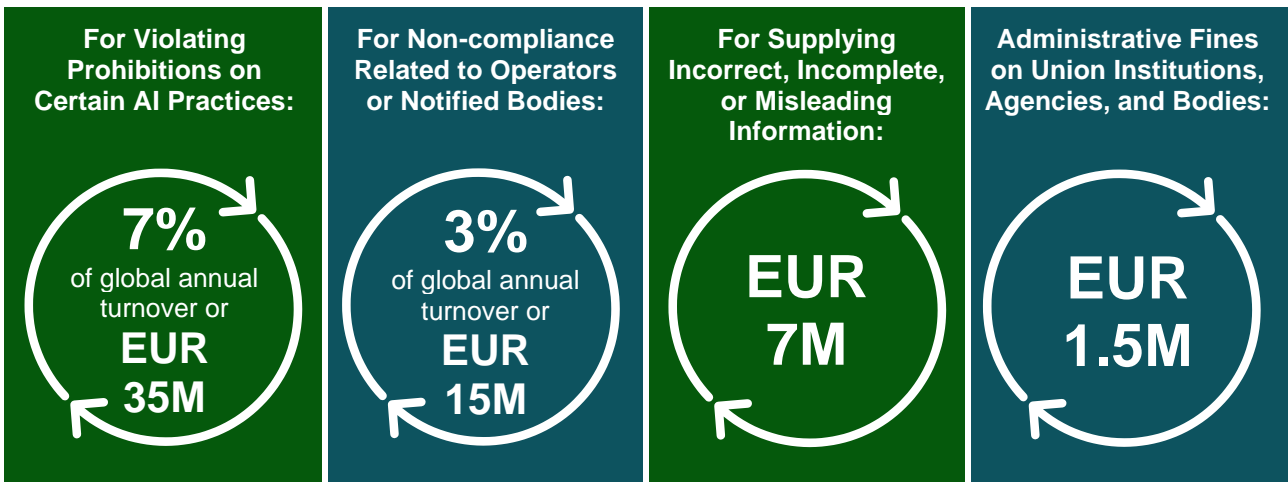 For Violating
Prohibitions on
Certain AI Practices:
7%
of global annual
turnover or
EUR
35M
For Non-compliance
Related to Operators
or Notified Bodies:
3%
of global annual
turnover or
EUR
15M
For Supplying
Incorrect, Incomplete,
or Misleading
Information:
EUR
7M
Administrative Fines
on Union Institutions,
Agencies, and Bodies:
EUR
1.5M